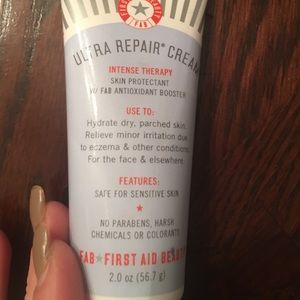 FAB
ULTRA REPAIR® CREAM
INTENSE THERAPY
SKIN PROTECTANT
W/ FAB ANTIOXIDANT BOOSTER
USE TO:
Hydrate dry, parched skin.
Relieve minor irritation due
to eczema & other conditions.
For the face & elsewhere.
FEATURES:
SAFE FOR SENSITIVE SKIN
★
NO PARABENS, HARSH
CHEMICALS OR COLORANTS
FAB★FIRST AID BEAUTY
2.0 oz (56.7 g)